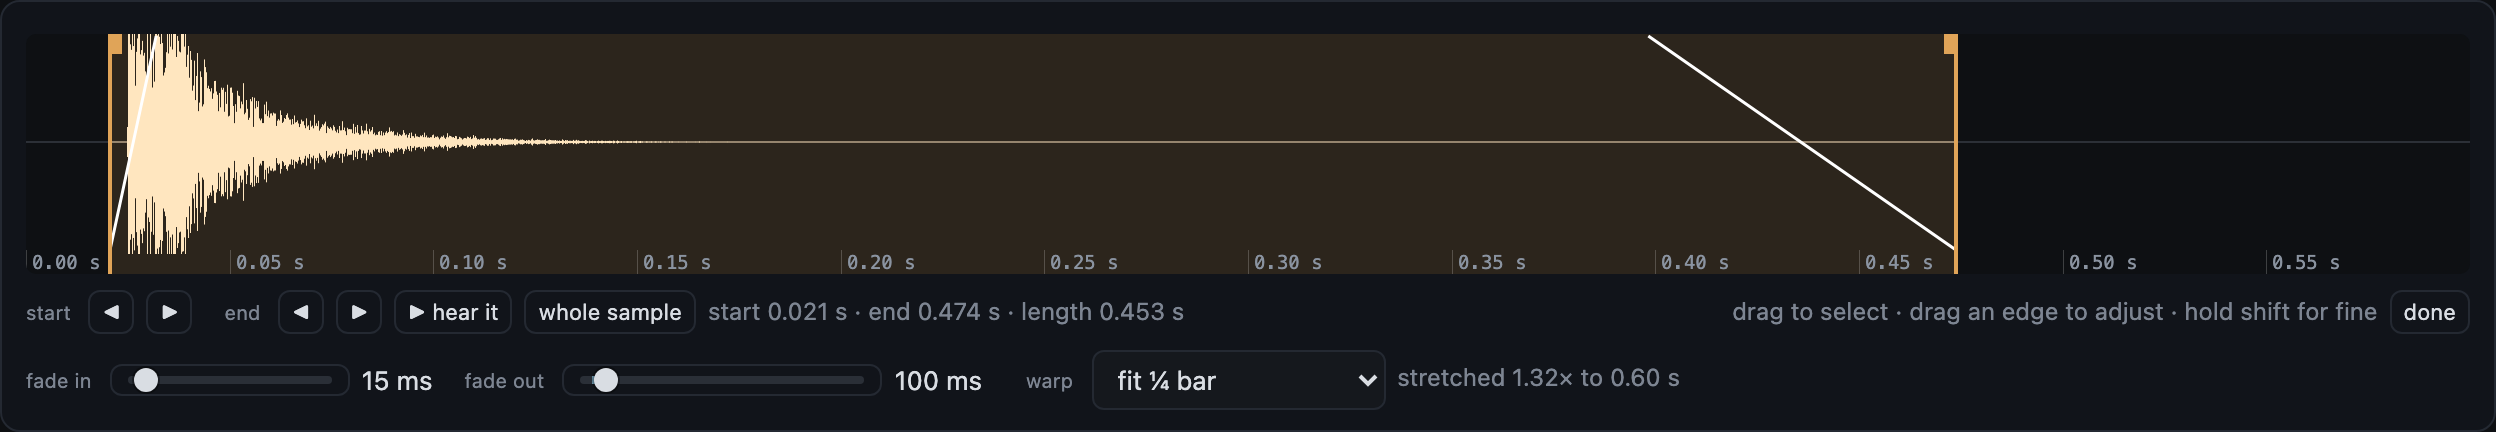 0.00 s 0.05 s 0.10 s 0.15 s 0.20 s 0.25 s 0.30 s 0.35 s 0.40 s 0.45 s 0.50 s 0.55 s
start ◀ ▶ end ◀ ▶ ▶ hear it whole sample start 0.021 s · end 0.474 s · length 0.453 s drag to select · drag an edge to adjust · hold shift for fine done
fade in 15 ms fade out 100 ms warp fit ¼ bar stretched 1.32× to 0.60 s